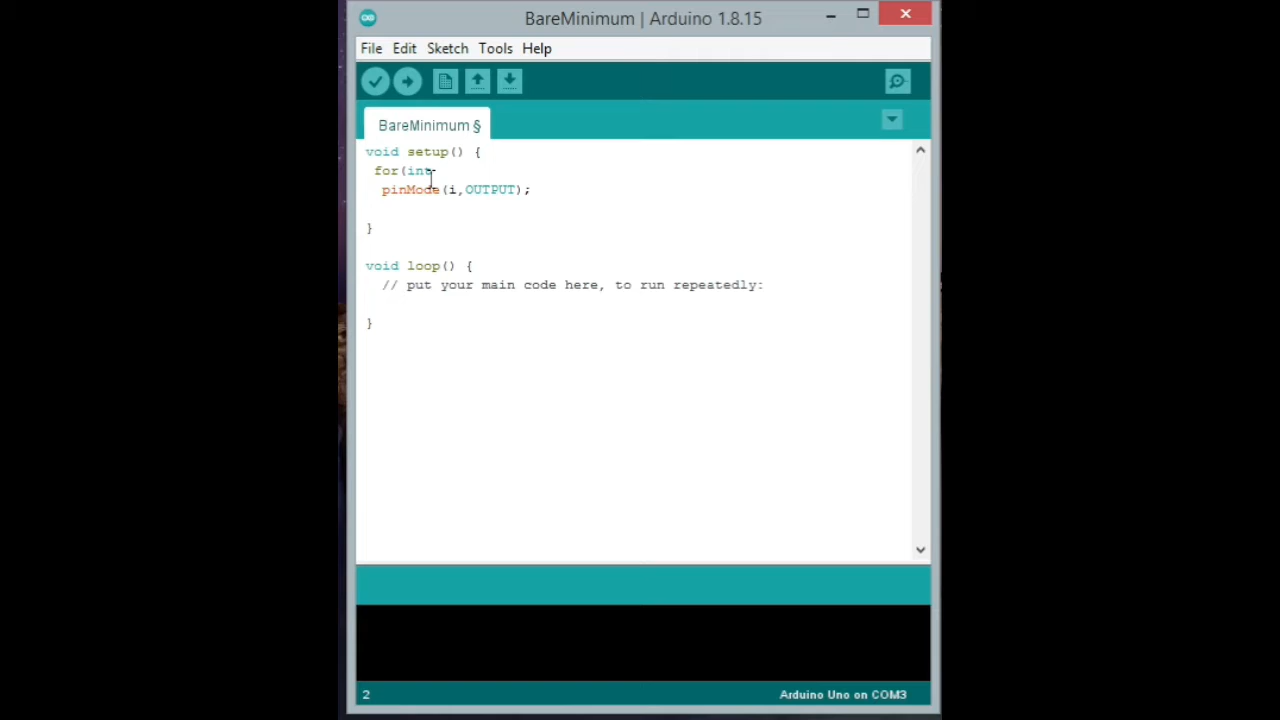 BareMinimum | Arduino 1.8.15
File Edit Sketch Tools Help
BareMinimum §
void setup() {
for(int
pinMode(i,OUTPUT);
}
void loop() {
// put your main code here, to run repeatedly:
}
2
Arduino Uno on COM3